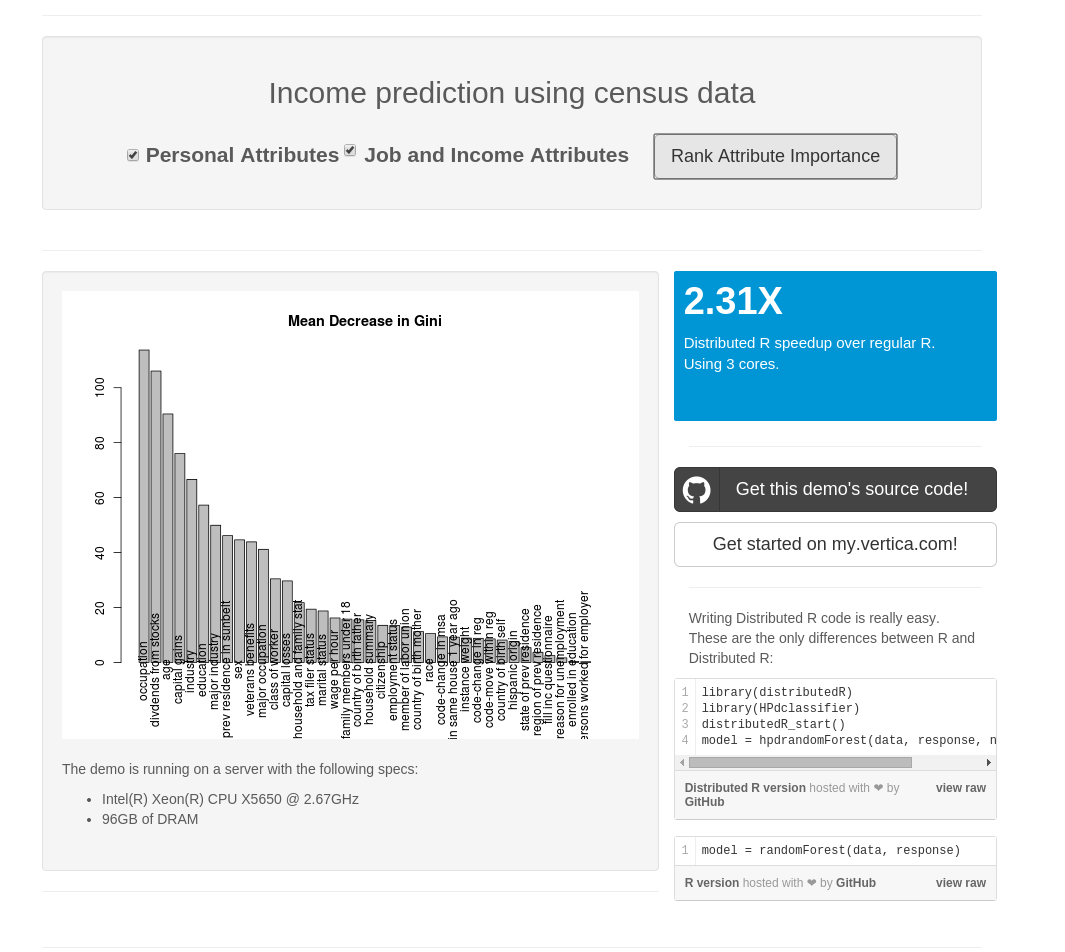 Income prediction using census data
Personal Attributes Job and Income Attributes Rank Attribute Importance
Mean Decrease in Gini
100
80
60
40
20
0
occupation
dividends from stocks
age
capital gains
industry
education
major industry
prev residence in sunbelt
sex
veterans benefits
major occupation
class of worker
capital losses
household and family stat
tax filer status
marital status
wage per hour
family members under 18
country of birth father
household summary
citizenship
employment status
member of labor union
country of birth mother
race
code-change in msa
in same house 1 year ago
instance weight
code-change in reg
code-move within reg
country of birth self
hispanic origin
state of prev residence
region of prev residence
fill inc questionnaire
reason for unemployment
enrolled in education
ersons worked for employer
The demo is running on a server with the following specs:
• Intel(R) Xeon(R) CPU X5650 @ 2.67GHz
• 96GB of DRAM
2.31X
Distributed R speedup over regular R.
Using 3 cores.
Get this demo's source code!
Get started on my.vertica.com!
Writing Distributed R code is really easy.
These are the only differences between R and
Distributed R:
1 library(distributedR)
2 library(HPdclassifier)
3 distributedR_start()
4 model = hpdrandomForest(data, response, n
Distributed R version hosted with ❤ by view raw
GitHub
1 model = randomForest(data, response)
R version hosted with ❤ by GitHub view raw